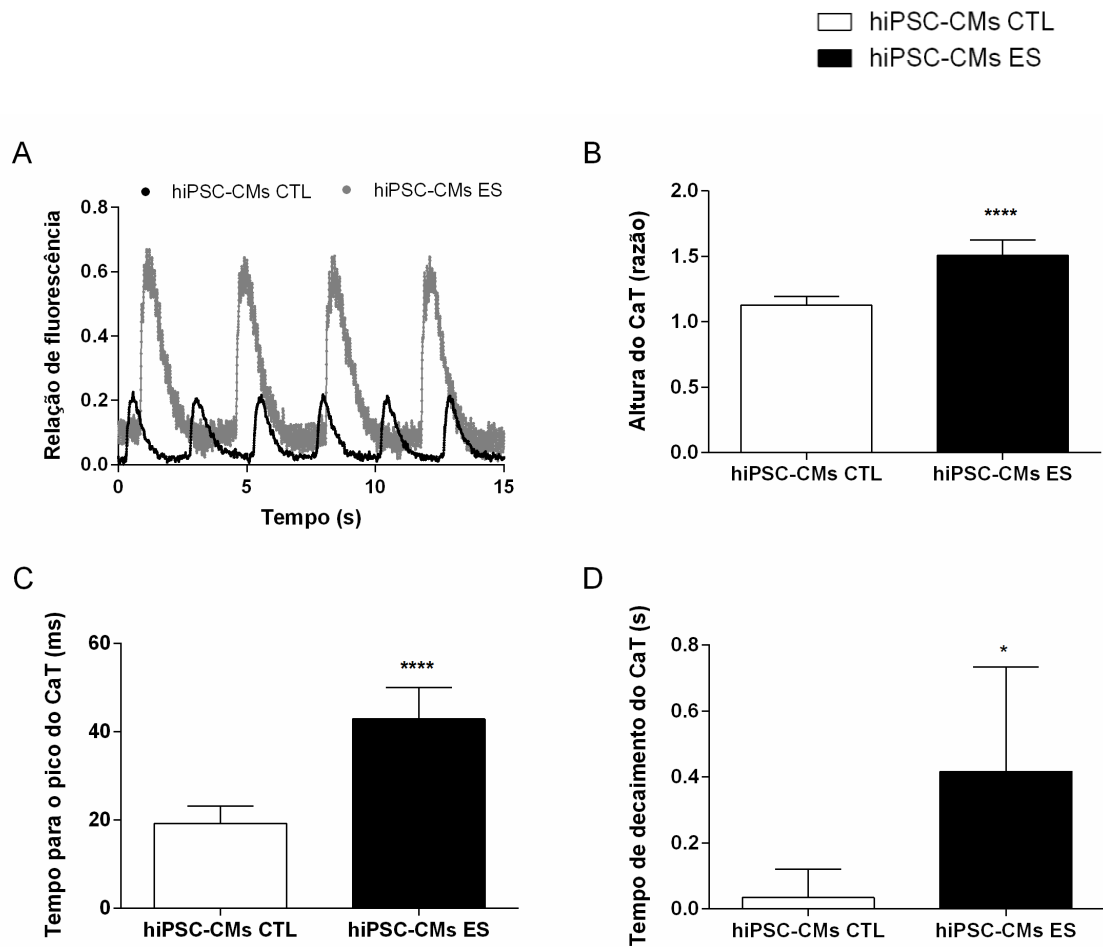 hiPSC-CMs CTL
hiPSC-CMs ES
A
hiPSC-CMs CTL hiPSC-CMs ES
Relação de fluorescência
0.8
0.6
0.4
0.2
0.0
0 5 10 15
Tempo (s)
B
Altura do CaT (razão)
2.0
1.5
1.0
0.5
0.0
****
hiPSC-CMs CTL hiPSC-CMs ES
C
Tempo para o pico do CaT (ms)
60
40
20
0
****
hiPSC-CMs CTL hiPSC-CMs ES
D
Tempo de decaimento do CaT (s)
0.8
0.6
0.4
0.2
0.0
*
hiPSC-CMs CTL hiPSC-CMs ES